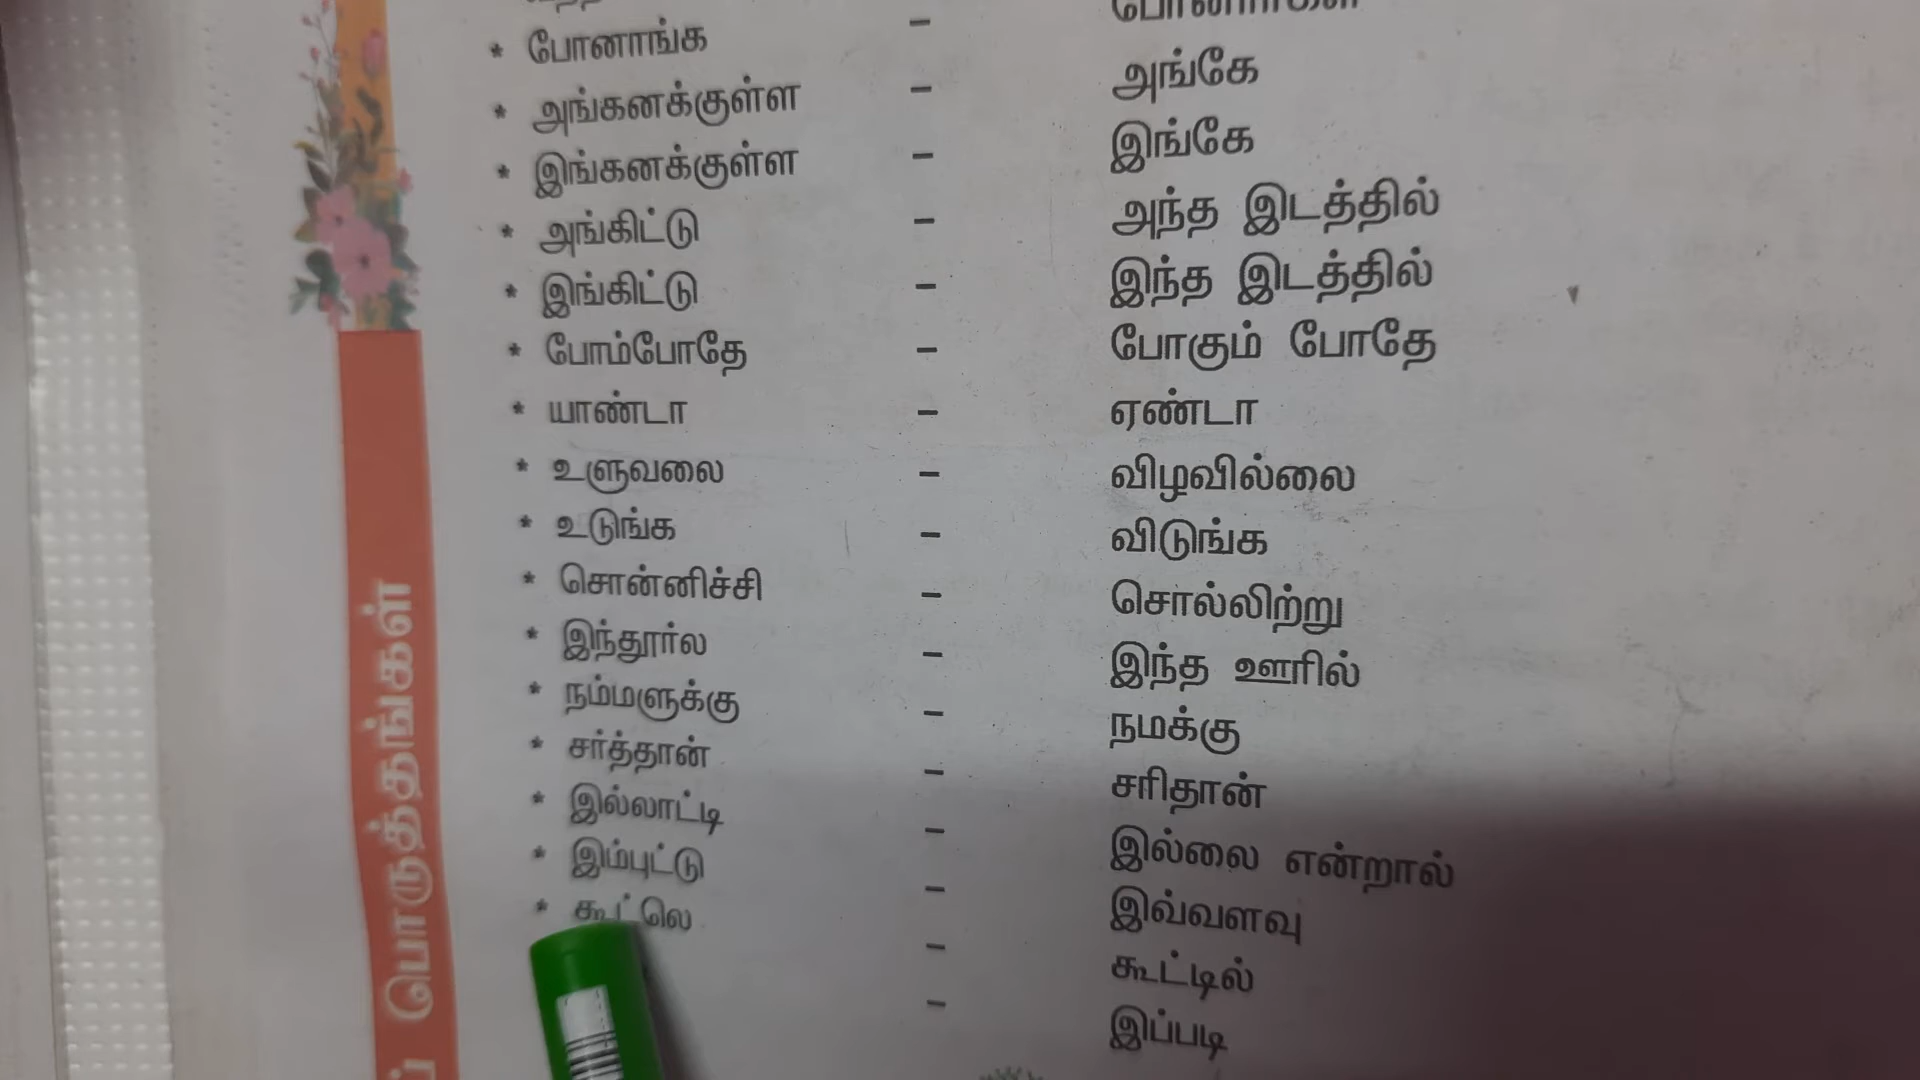 * போனாங்க - போனார்கள்
* அங்கனக்குள்ள - அங்கே
* இங்கனக்குள்ள - இங்கே
* அங்கிட்டு - அந்த இடத்தில்
* இங்கிட்டு - இந்த இடத்தில்
* போம்போதே - போகும் போதே
* யாண்டா - ஏண்டா
* உளுவலை - விழவில்லை
* உடுங்க - விடுங்க
* சொன்னிச்சி - சொல்லிற்று
* இந்தூர்ல - இந்த ஊரில்
* நம்மளுக்கு - நமக்கு
* சர்த்தான் - சரிதான்
* இல்லாட்டி - இல்லை என்றால்
* இம்புட்டு - இவ்வளவு
* கூட்லெ - கூட்டில்
- இப்படி
பொருத்தங்கள்